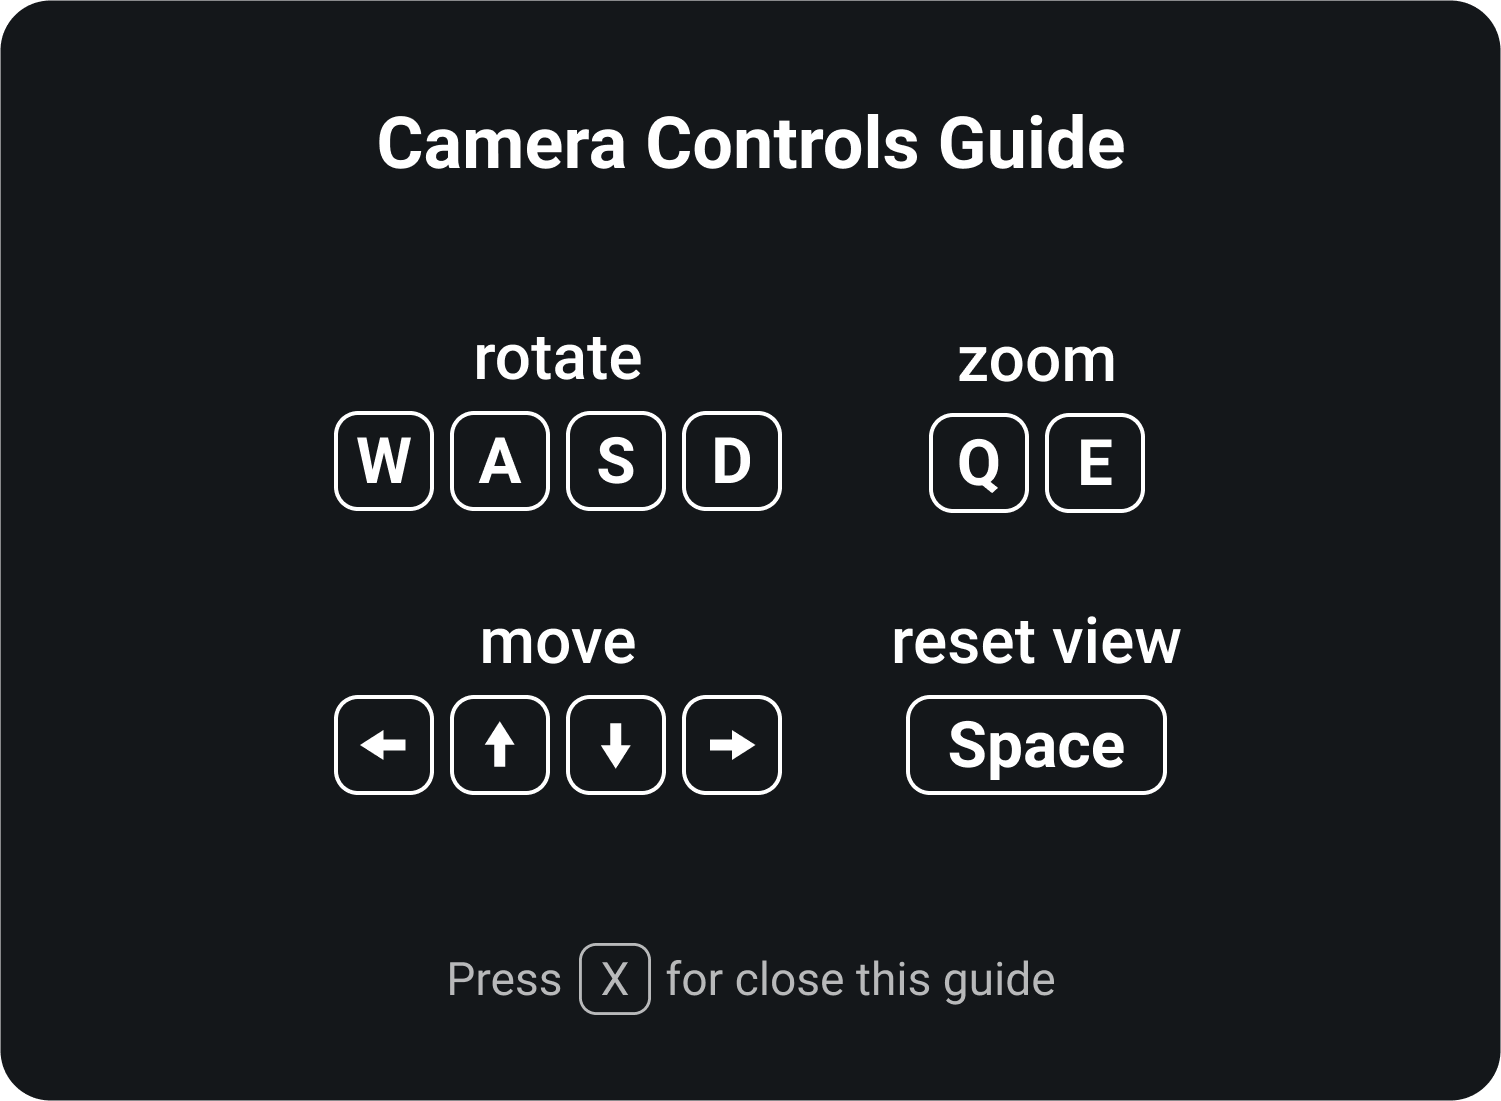 Camera Controls Guide
rotate
W A S D
zoom
Q E
move
← ↑ ↓ →
reset view
Space
Press X for close this guide